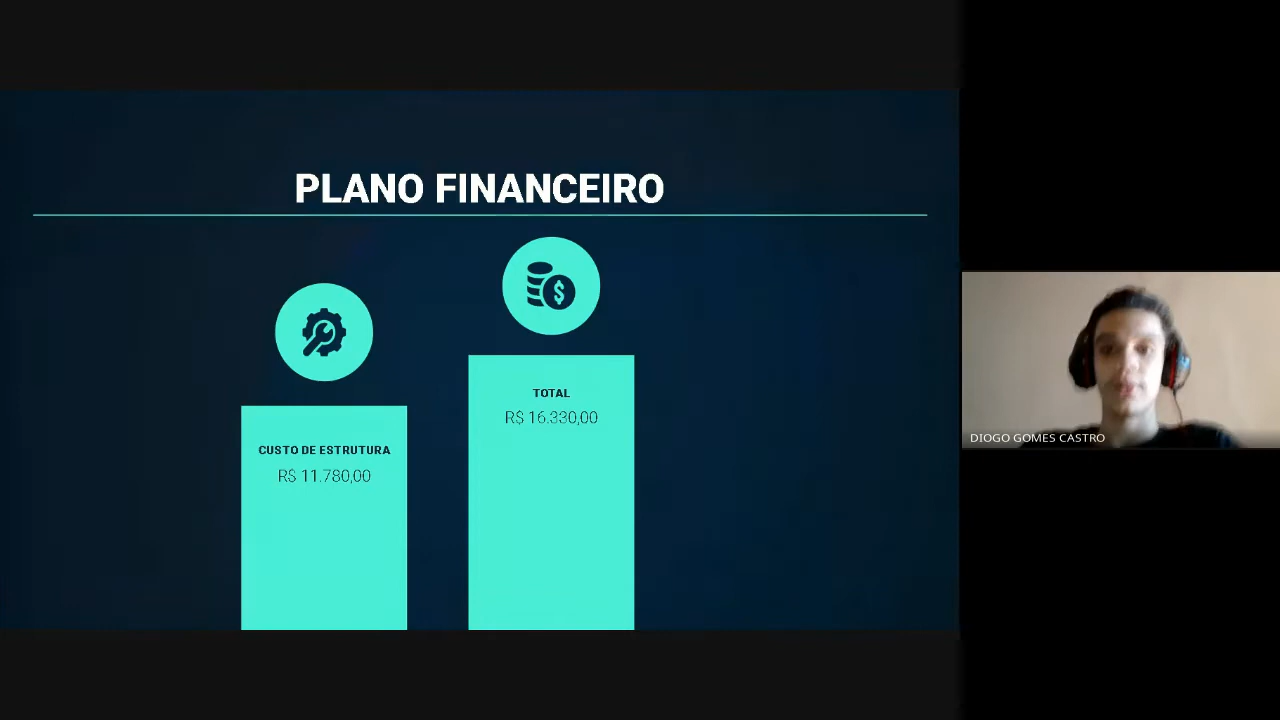 PLANO FINANCEIRO
TOTAL
R$ 16.330,00
CUSTO DE ESTRUTURA
R$ 11.780,00
DIOGO GOMES CASTRO